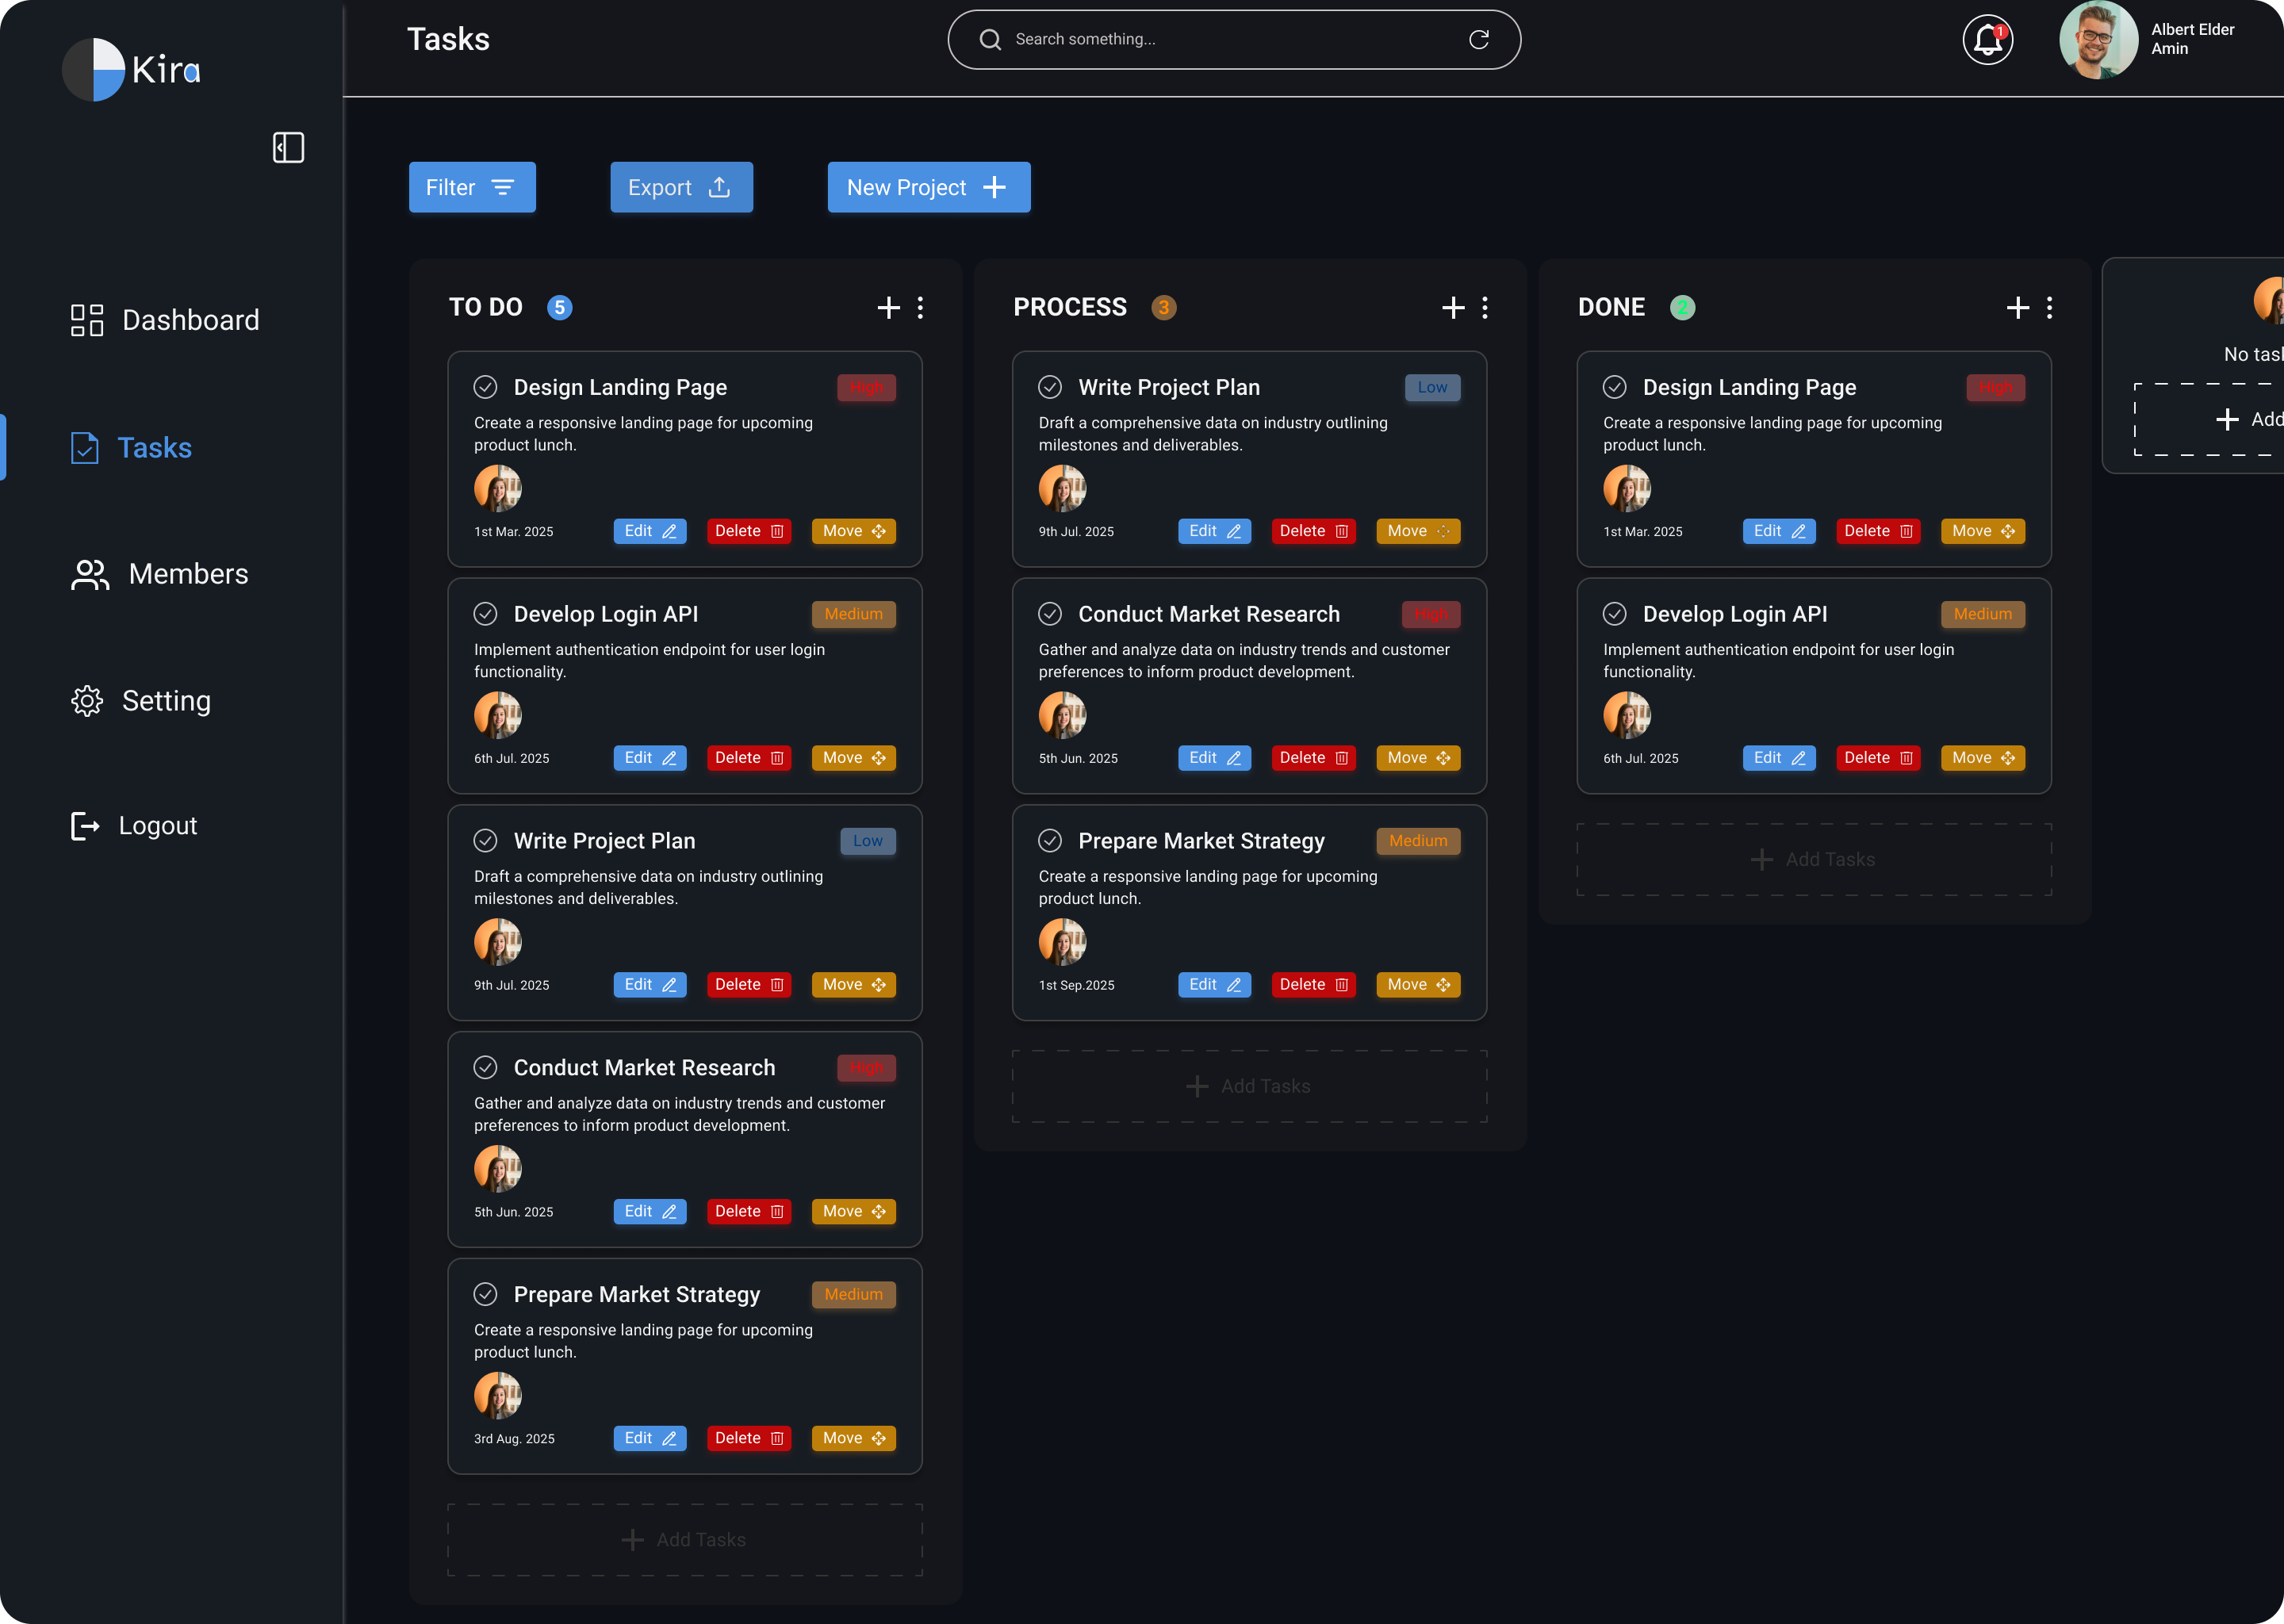 Kira
Tasks
Search something...
1
Albert Elder
Amin
Dashboard
Tasks
Members
Setting
Logout
Filter
Export
New Project
TO DO 5
Design Landing Page High
Create a responsive landing page for upcoming
product lunch.
1st Mar. 2025 Edit Delete Move
Develop Login API Medium
Implement authentication endpoint for user login
functionality.
6th Jul. 2025 Edit Delete Move
Write Project Plan Low
Draft a comprehensive data on industry outlining
milestones and deliverables.
9th Jul. 2025 Edit Delete Move
Conduct Market Research High
Gather and analyze data on industry trends and customer
preferences to inform product development.
5th Jun. 2025 Edit Delete Move
Prepare Market Strategy Medium
Create a responsive landing page for upcoming
product lunch.
3rd Aug. 2025 Edit Delete Move
Add Tasks
PROCESS 3
Write Project Plan Low
Draft a comprehensive data on industry outlining
milestones and deliverables.
9th Jul. 2025 Edit Delete Move
Conduct Market Research High
Gather and analyze data on industry trends and customer
preferences to inform product development.
5th Jun. 2025 Edit Delete Move
Prepare Market Strategy Medium
Create a responsive landing page for upcoming
product lunch.
1st Sep.2025 Edit Delete Move
Add Tasks
DONE 2
Design Landing Page High
Create a responsive landing page for upcoming
product lunch.
1st Mar. 2025 Edit Delete Move
Develop Login API Medium
Implement authentication endpoint for user login
functionality.
6th Jul. 2025 Edit Delete Move
Add Tasks
No
Add